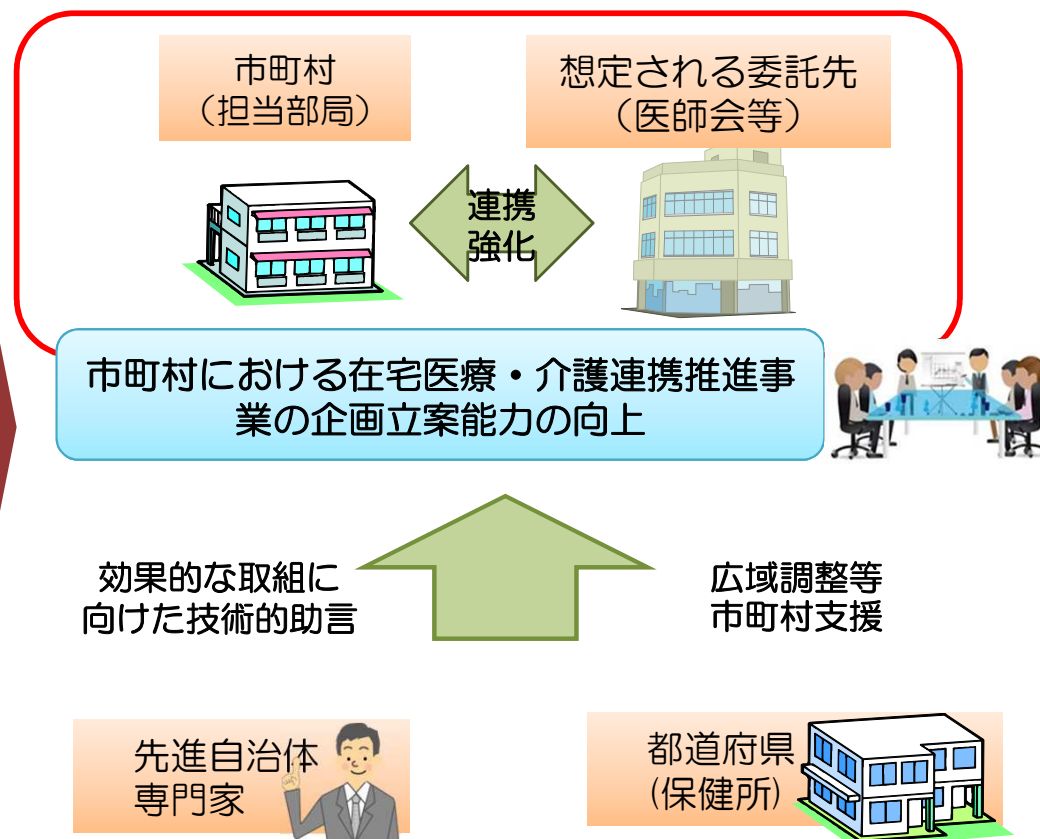 市町村
（担当部局）
想定される委託先
（医師会等）
連携
強化
市町村における在宅医療・介護連携推進事
業の企画立案能力の向上
効果的な取組に
向けた技術的助言
広域調整等
市町村支援
先進自治体
専門家
都道府県
(保健所)